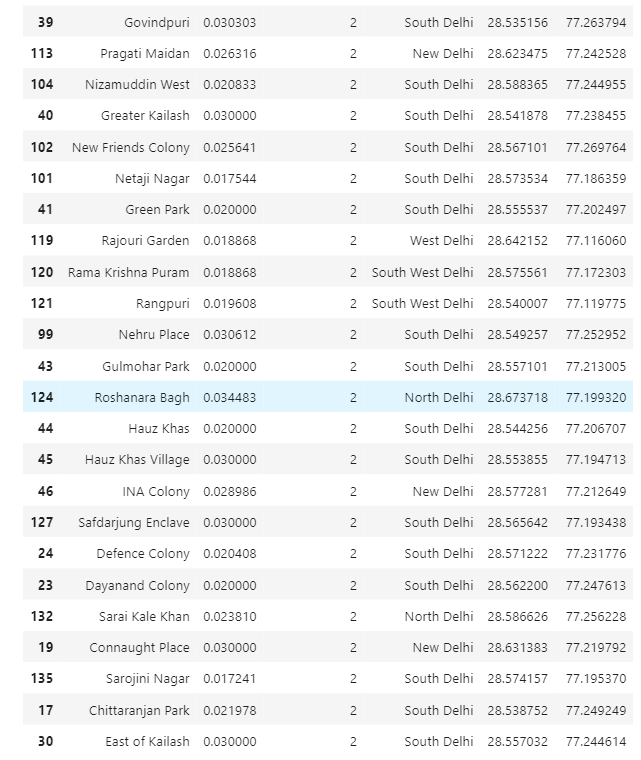 39 Govindpuri 0.030303 2 South Delhi 28.535156 77.263794
113 Pragati Maidan 0.026316 2 New Delhi 28.623475 77.242528
104 Nizamuddin West 0.020833 2 South Delhi 28.588365 77.244955
40 Greater Kailash 0.030000 2 South Delhi 28.541878 77.238455
102 New Friends Colony 0.025641 2 South Delhi 28.567101 77.269764
101 Netaji Nagar 0.017544 2 South Delhi 28.573534 77.186359
41 Green Park 0.020000 2 South Delhi 28.555537 77.202497
119 Rajouri Garden 0.018868 2 West Delhi 28.642152 77.116060
120 Rama Krishna Puram 0.018868 2 South West Delhi 28.575561 77.172303
121 Rangpuri 0.019608 2 South West Delhi 28.540007 77.119775
99 Nehru Place 0.030612 2 South Delhi 28.549257 77.252952
43 Gulmohar Park 0.020000 2 South Delhi 28.557101 77.213005
124 Roshanara Bagh 0.034483 2 North Delhi 28.673718 77.199320
44 Hauz Khas 0.020000 2 South Delhi 28.544256 77.206707
45 Hauz Khas Village 0.030000 2 South Delhi 28.553855 77.194713
46 INA Colony 0.028986 2 New Delhi 28.577281 77.212649
127 Safdarjung Enclave 0.030000 2 South Delhi 28.565642 77.193438
24 Defence Colony 0.020408 2 South Delhi 28.571222 77.231776
23 Dayanand Colony 0.020000 2 South Delhi 28.562200 77.247613
132 Sarai Kale Khan 0.023810 2 North Delhi 28.586626 77.256228
19 Connaught Place 0.030000 2 New Delhi 28.631383 77.219792
135 Sarojini Nagar 0.017241 2 South Delhi 28.574157 77.195370
17 Chittaranjan Park 0.021978 2 South Delhi 28.538752 77.249249
30 East of Kailash 0.030000 2 South Delhi 28.557032 77.244614